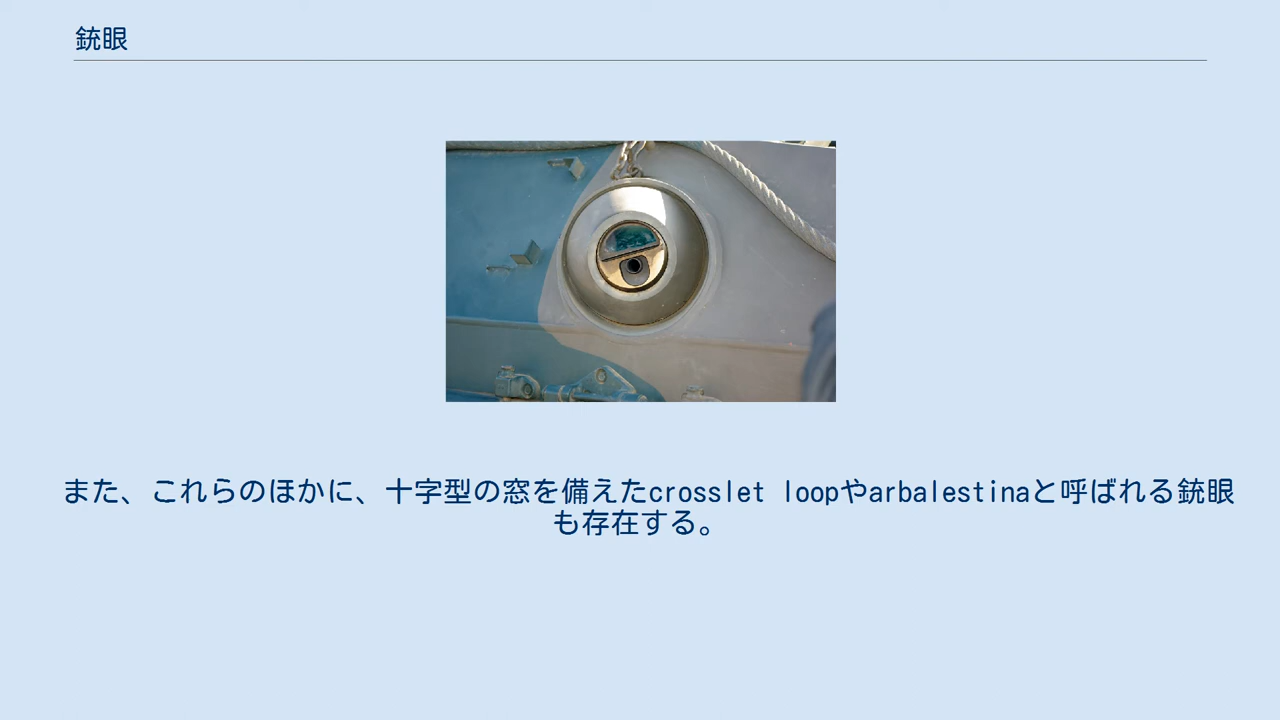 銃眼
また、これらのほかに、十字型の窓を備えたcrosslet loopやarbalestinaと呼ばれる銃眼
も存在する。